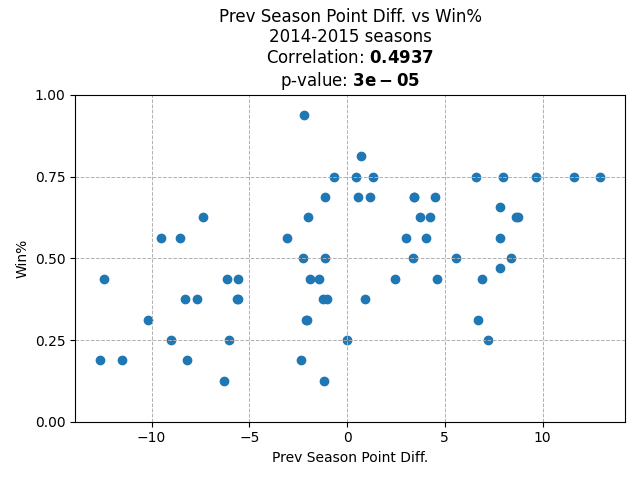 Prev Season Point Diff. vs Win%
2014-2015 seasons
Correlation: 0.4937
p-value: 3e − 05
1.00
0.75
0.50
0.25
0.00
Win%
−10
−5
0
5
10
Prev Season Point Diff.